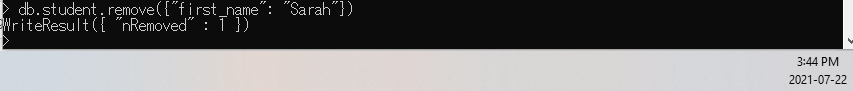 > db.student.remove({"first_name": "Sarah"})
WriteResult({ "nRemoved" : 1 })
>
3:44 PM
2021-07-22